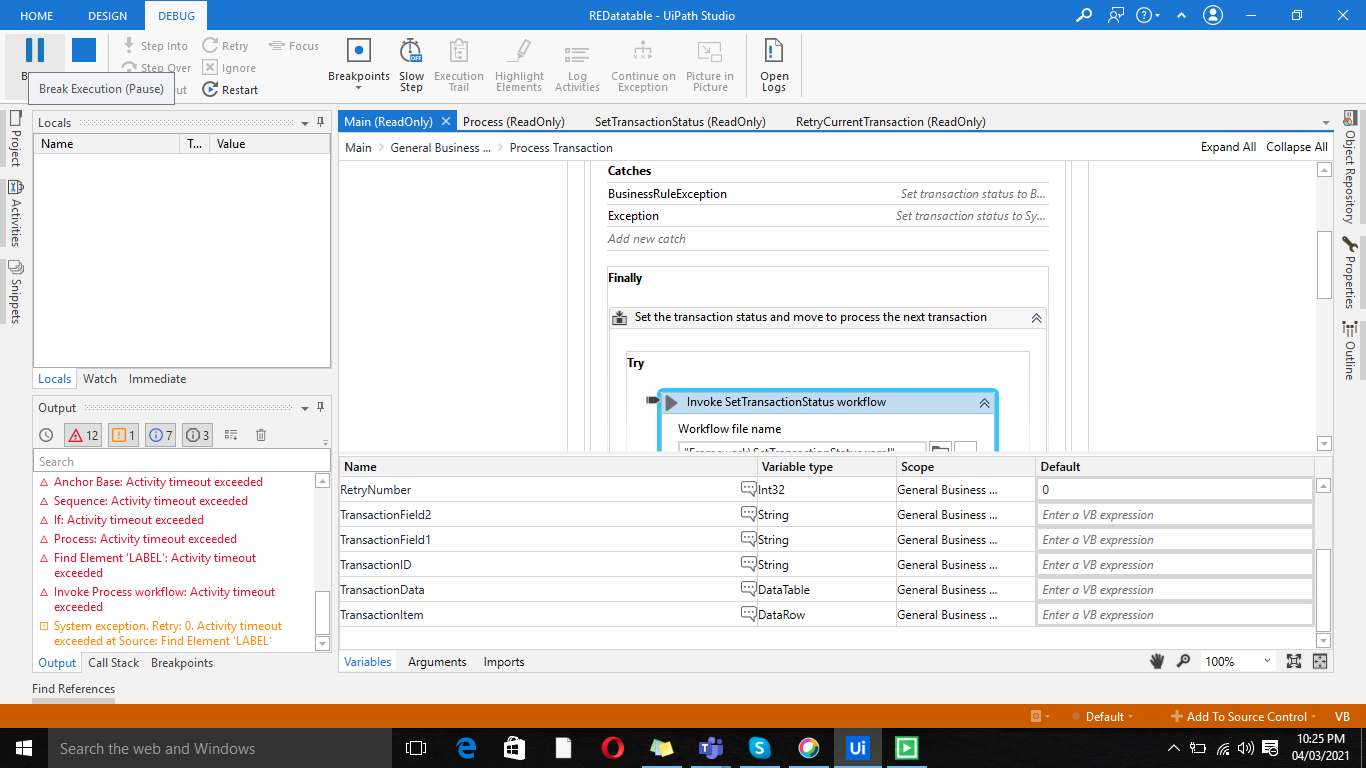 HOME DESIGN DEBUG REDatatable - UiPath Studio
Step Into Retry Focus
Step Over Ignore
Restart
Break Execution (Pause)
Breakpoints Slow Step Execution Trail Highlight Elements Log Activities Continue on Exception Picture in Picture Open Logs
OFF
Project
Activities
Snippets
Locals
Name T... Value
Locals Watch Immediate
Output
12 1 7 3
Search
Anchor Base: Activity timeout exceeded
Sequence: Activity timeout exceeded
If: Activity timeout exceeded
Process: Activity timeout exceeded
Find Element 'LABEL': Activity timeout
exceeded
Invoke Process workflow: Activity timeout
exceeded
System exception. Retry: 0. Activity timeout
exceeded at Source: Find Element 'LABEL'
Output Call Stack Breakpoints
Find References
Main (ReadOnly) Process (ReadOnly) SetTransactionStatus (ReadOnly) RetryCurrentTransaction (ReadOnly)
Main General Business ... Process Transaction Expand All Collapse All
Catches
BusinessRuleException Set transaction status to B...
Exception Set transaction status to Sy...
Add new catch
Finally
Set the transaction status and move to process the next transaction
Try
Invoke SetTransactionStatus workflow
Workflow file name
"Framework\SetTransactionStatus.xaml"
Name Variable type Scope Default
RetryNumber Int32 General Business ... 0
TransactionField2 String General Business ... Enter a VB expression
TransactionField1 String General Business ... Enter a VB expression
TransactionID String General Business ... Enter a VB expression
TransactionData DataTable General Business ... Enter a VB expression
TransactionItem DataRow General Business ... Enter a VB expression
Variables Arguments Imports 100%
Object Repository
Properties
Outline
Default Add To Source Control VB
Search the web and Windows
Ui
10:25 PM
04/03/2021